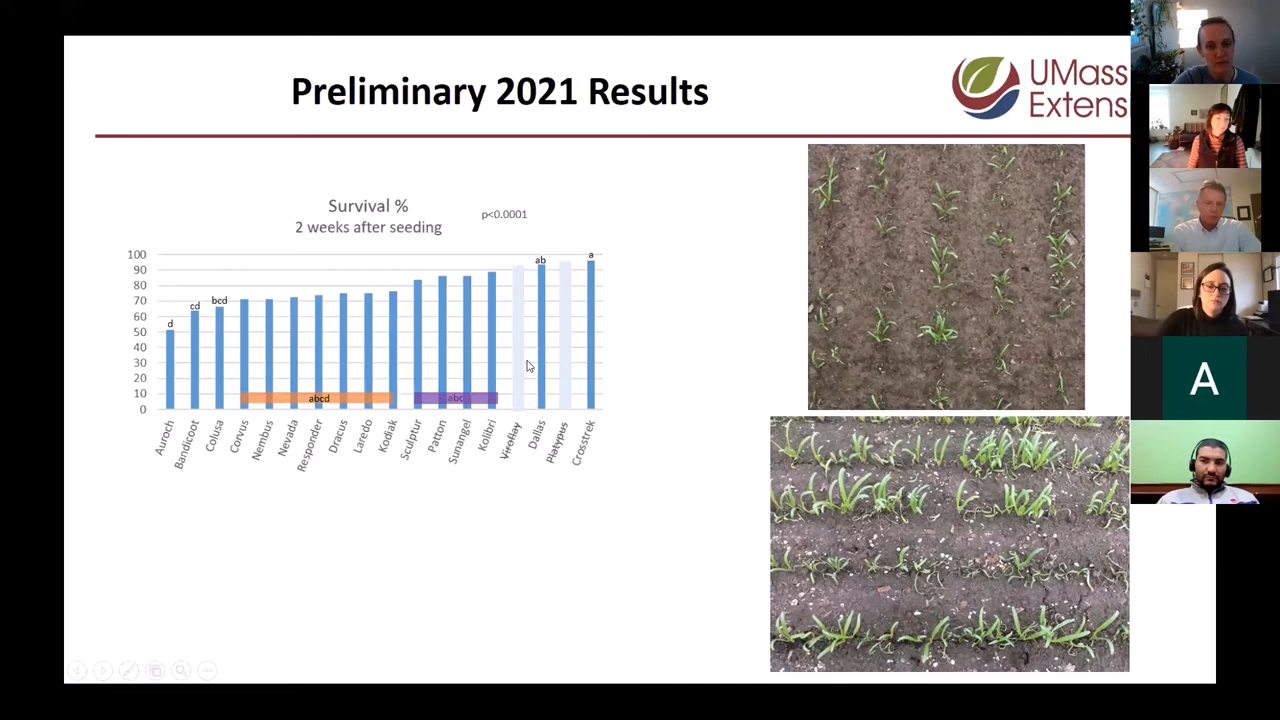 Preliminary 2021 Results
UMass
Extens
Survival %
2 weeks after seeding
p<0.0001
100
90
80
70
60
50
40
30
20
10
0
d
cd
bcd
ab
a
abcd
abc
Auroch
Bandicoot
Colusa
Corvus
Nembus
Nevada
Responder
Dracus
Laredo
Kodiak
Sculptur
Patton
Sunangel
Kolibri
Viroflay
Dallas
Platypus
Crosstrek
A